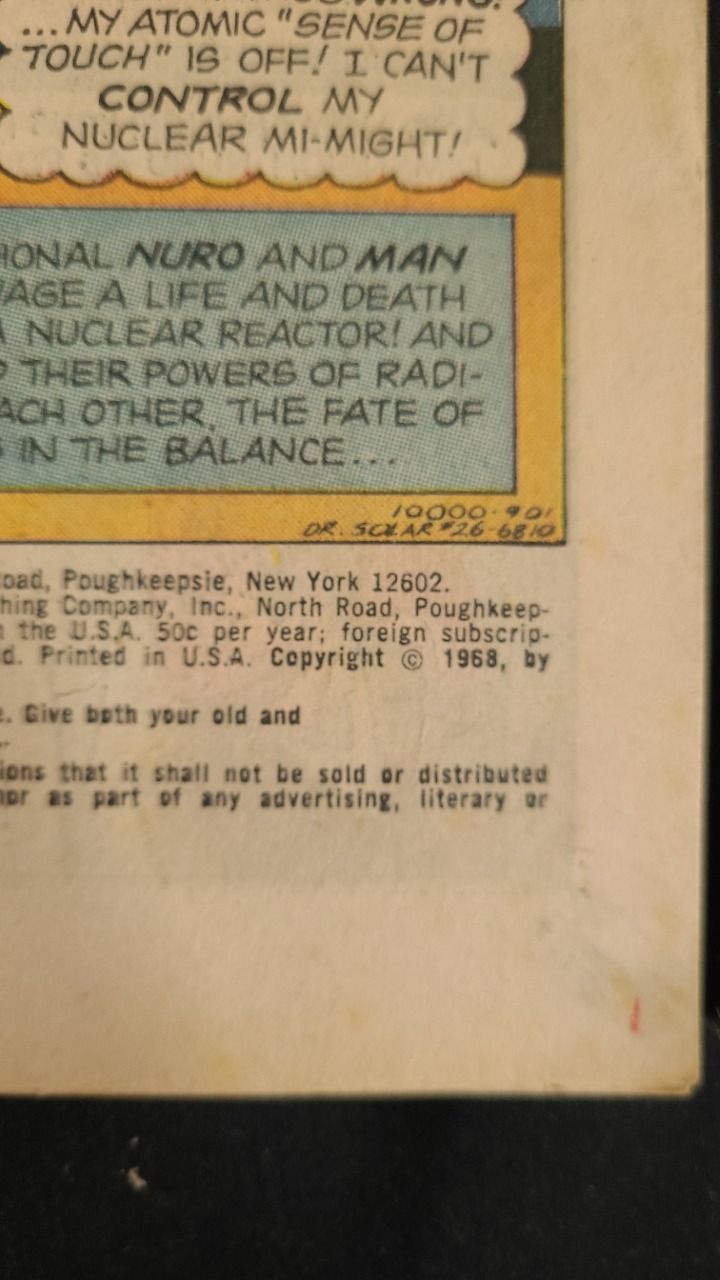 WRONG.
...MY ATOMIC "SENSE OF
TOUCH" IS OFF! I CAN'T
CONTROL MY
NUCLEAR MI-MIGHT!
IONAL NURO AND MAN
AGE A LIFE AND DEATH
A NUCLEAR REACTOR! AND
THEIR POWERS OF RADI-
ACH OTHER, THE FATE OF
IN THE BALANCE...
10000-901
DR. SOLAR #26-6810
oad, Poughkeepsie, New York 12602.
hing Company, Inc., North Road, Poughkeep-
n the U.S.A. 50c per year; foreign subscrip-
d. Printed in U.S.A. Copyright © 1968, by
e. Give both your old and
ions that it shall not be sold or distributed
nor as part of any advertising, literary or